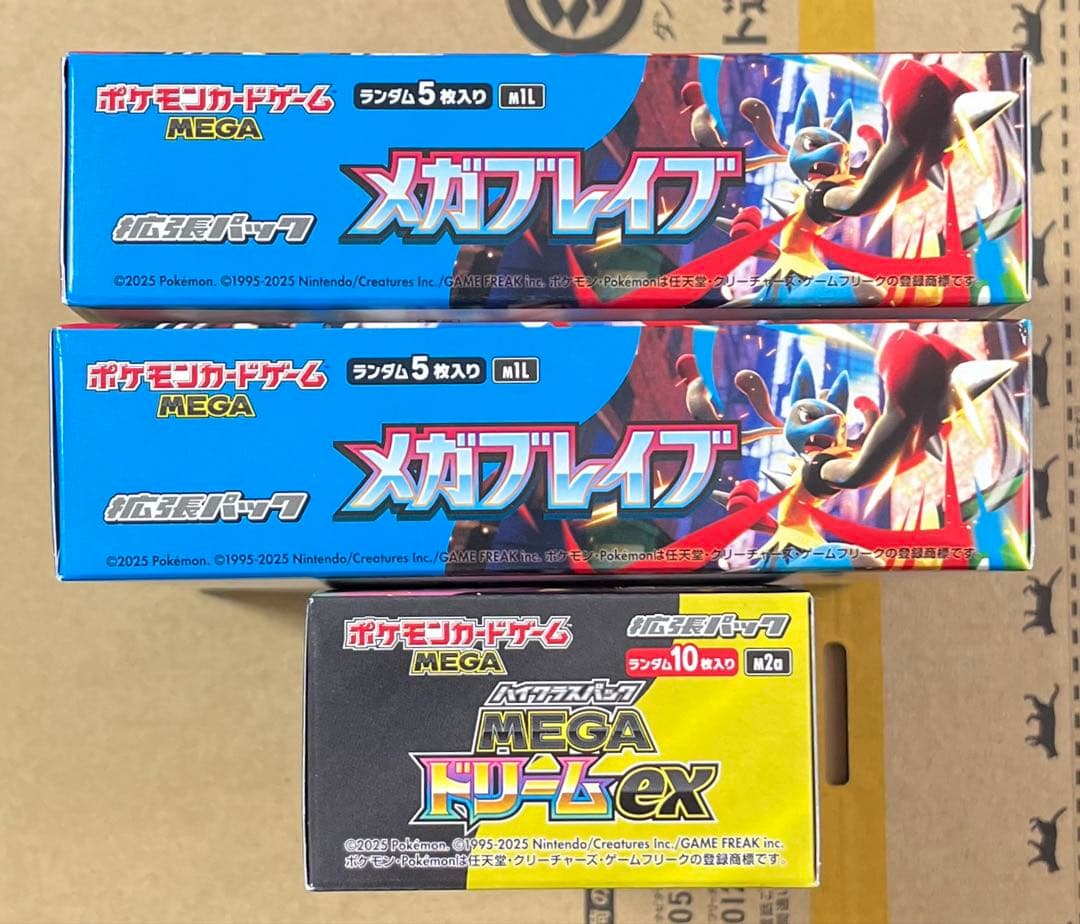 ダン
ド
ポケモンカードゲーム
MEGA
ランダム5枚入り
M1L
メガブレイブ
拡張パック
©2025 Pokémon. ©1995-2025 Nintendo/Creatures Inc./GAME FREAK inc. ポケモン・Pokémonは任天堂・クリーチャーズ・ゲームフリークの登録商標です。
ポケモンカードゲーム
MEGA
ランダム5枚入り
M1L
メガブレイブ
拡張パック
©2025 Pokémon. ©1995-2025 Nintendo/Creatures Inc./GAME FREAK inc. ポケモン・Pokémonは任天堂・クリーチャーズ・ゲームフリークの登録商標です。
ポケモンカードゲーム
MEGA
拡張パック
ランダム10枚入り
M2a
ハイクラスパック
MEGA
ドリームex
©2025 Pokémon. ©1995-2025 Nintendo/Creatures Inc./GAME FREAK inc.
ポケモン・Pokémonは任天堂・クリーチャーズ・ゲームフリークの登録商標です。